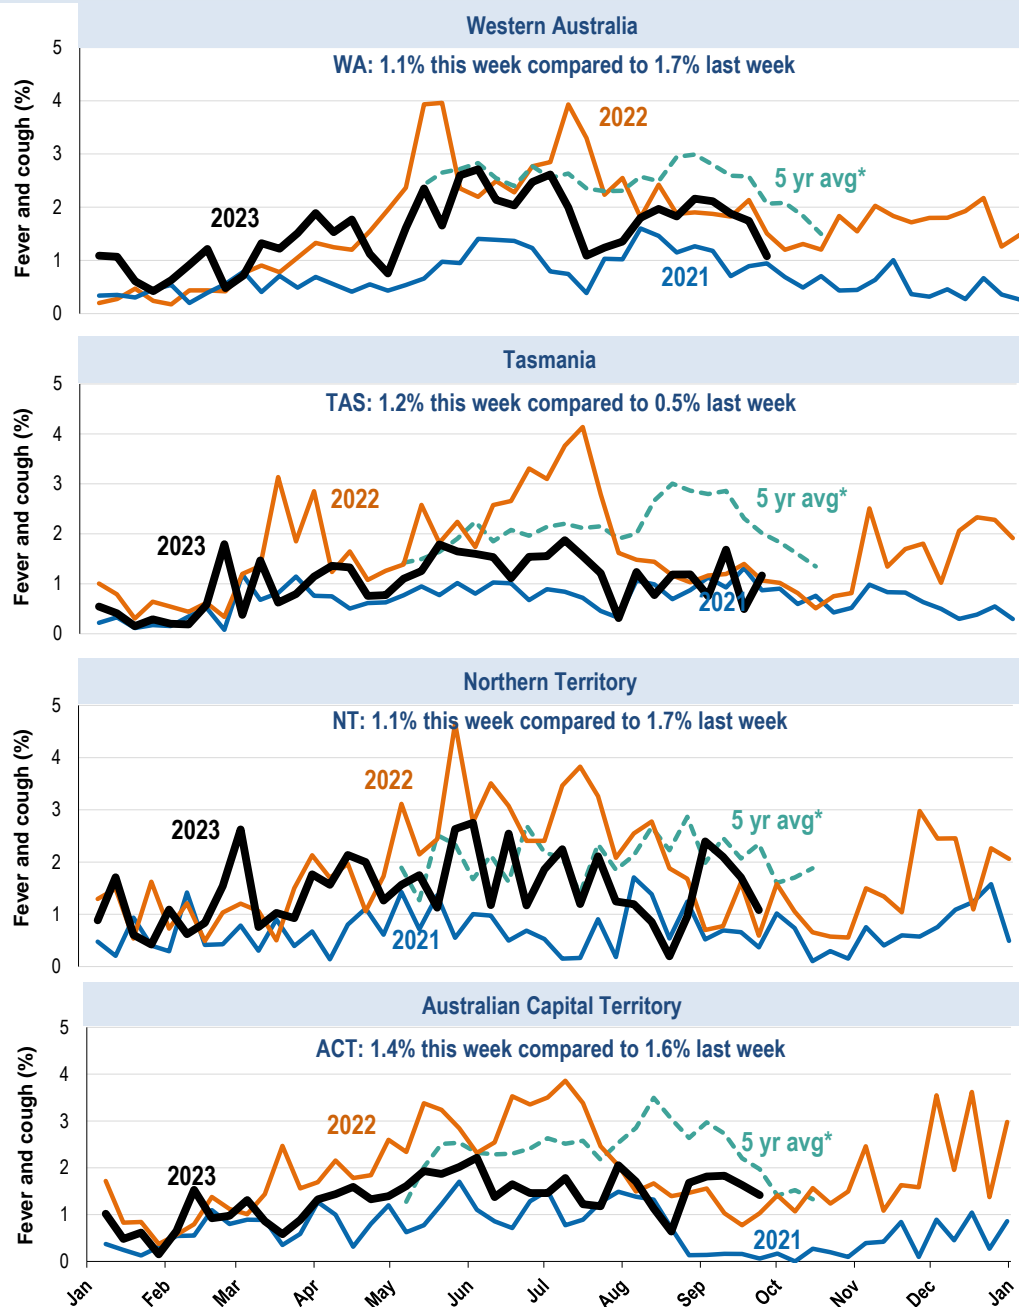 Western Australia
Fever and cough (%)
5
4
3
2
1
0
WA: 1.1% this week compared to 1.7% last week
2022
5 yr avg*
2023
2021
Tasmania
Fever and cough (%)
5
4
3
2
1
0
TAS: 1.2% this week compared to 0.5% last week
2022
5 yr avg*
2023
2021
Northern Territory
Fever and cough (%)
5
4
3
2
1
0
NT: 1.1% this week compared to 1.7% last week
2022
2023
5 yr avg*
2021
Australian Capital Territory
Fever and cough (%)
5
4
3
2
1
0
ACT: 1.4% this week compared to 1.6% last week
2022
5 yr avg*
2023
2021
Jan Feb Mar Apr May Jun Jul Aug Sep Oct Nov Dec Jan